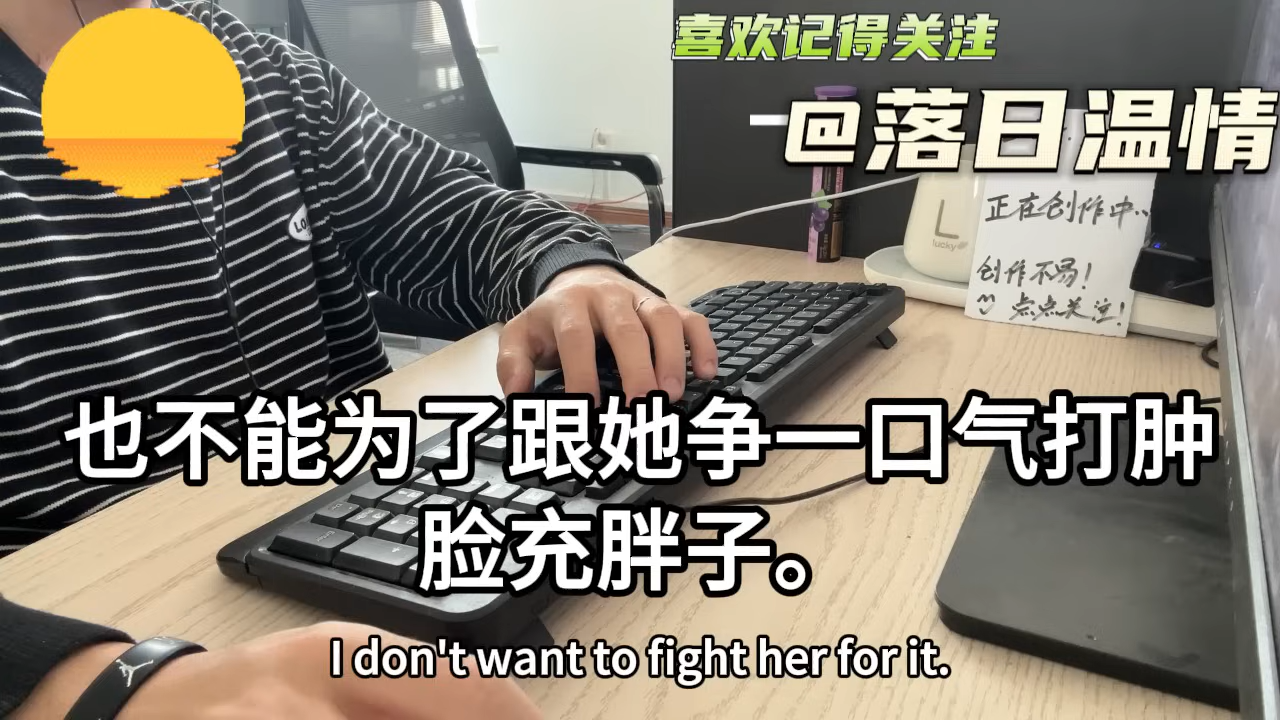 喜欢记得关注
@落日温情
L
lucky
正在创作中..
创作不易!
点点关注!
也不能为了跟她争一口气打肿
脸充胖子。
I don't want to fight her for it.